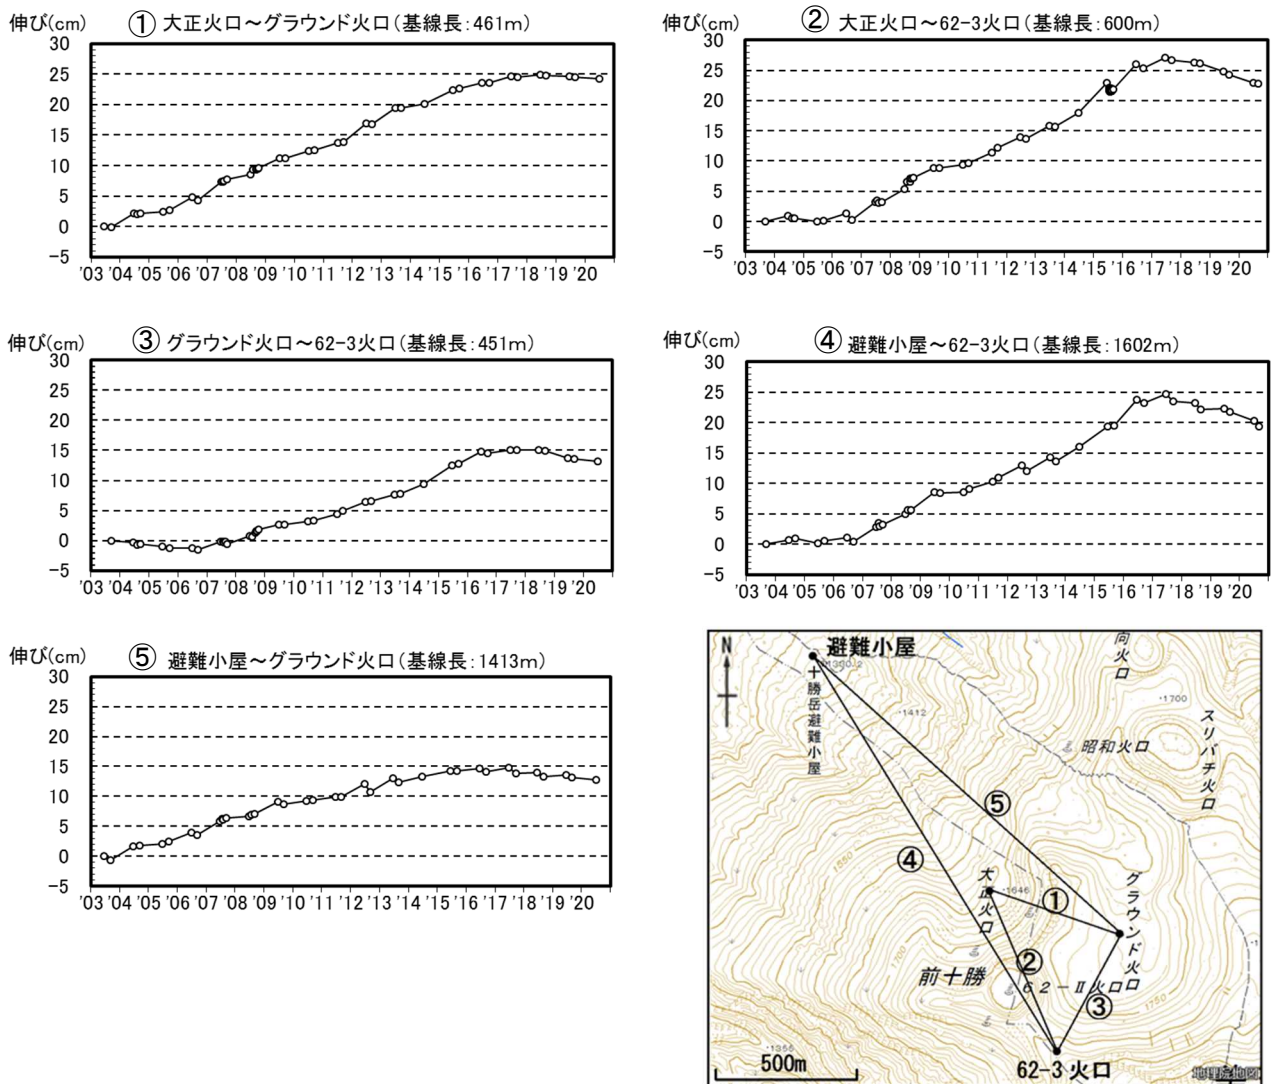 伸び(cm) ① 大正火口～グラウンド火口(基線長:461m)
30
25
20
15
10
5
0
-5
'03 '04 '05 '06 '07 '08 '09 '10 '11 '12 '13 '14 '15 '16 '17 '18 '19 '20
伸び(cm) ② 大正火口～62-3火口(基線長:600m)
30
25
20
15
10
5
0
-5
'03 '04 '05 '06 '07 '08 '09 '10 '11 '12 '13 '14 '15 '16 '17 '18 '19 '20
伸び(cm) ③ グラウンド火口～62-3火口(基線長:451m)
30
25
20
15
10
5
0
-5
'03 '04 '05 '06 '07 '08 '09 '10 '11 '12 '13 '14 '15 '16 '17 '18 '19 '20
伸び(cm) ④ 避難小屋～62-3火口(基線長:1602m)
30
25
20
15
10
5
0
-5
'03 '04 '05 '06 '07 '08 '09 '10 '11 '12 '13 '14 '15 '16 '17 '18 '19 '20
伸び(cm) ⑤ 避難小屋～グラウンド火口(基線長:1413m)
30
25
20
15
10
5
0
-5
'03 '04 '05 '06 '07 '08 '09 '10 '11 '12 '13 '14 '15 '16 '17 '18 '19 '20
N
避難小屋
十勝岳避難小屋
向火口
・1700
・1412
スリバチ火口
昭和火口
⑤
④
1550
大正火口
・1646
①
グラウンド火口
②
1700
前十勝
62-Ⅱ火口
③
1750
・1355
500m
62-3 火口
地理院地図